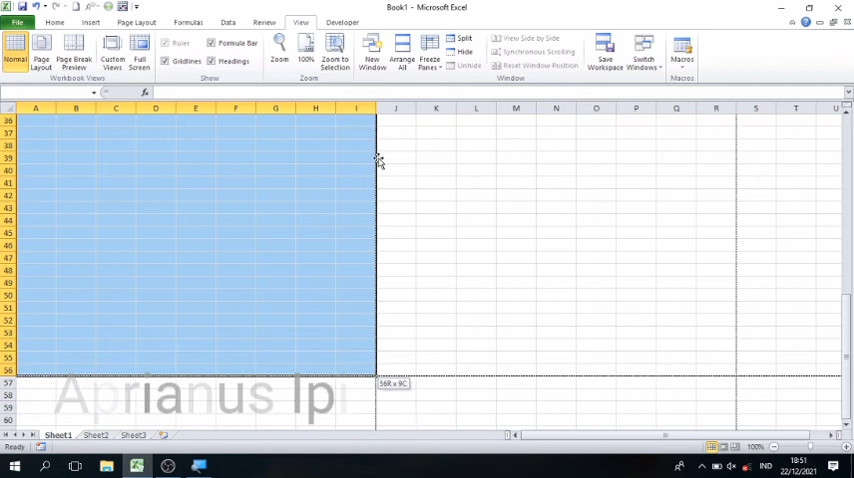 Book1 - Microsoft Excel
File Home Insert Page Layout Formulas Data Review View Developer
Normal Page Layout Page Break Preview Custom Views Full Screen
Workbook Views
Ruler Formula Bar
Gridlines Headings
Show
Zoom 100% Zoom to Selection
Zoom
New Window Arrange All Freeze Panes
Split
Hide
Unhide
View Side by Side
Synchronous Scrolling
Reset Window Position
Window
Save Workspace Switch Windows
Macros
Macros
fx
A B C D E F G H I J K L M N O P Q R S T U
36
37
38
39
40
41
42
43
44
45
46
47
48
49
50
51
52
53
54
55
56
57
58
59
60
56R x 9C
Aprianus Ipi
Sheet1 Sheet2 Sheet3
Ready 100%
IND 18:51
22/12/2021